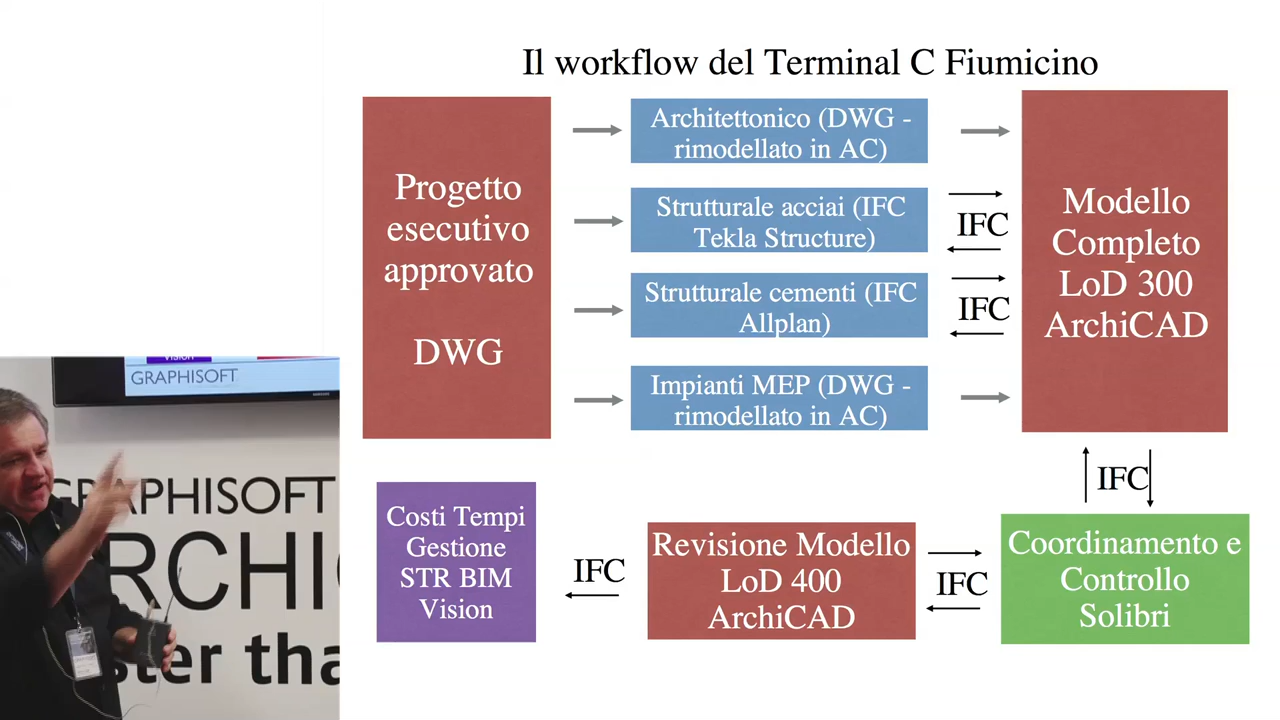 Il workflow del Terminal C Fiumicino
Progetto
esecutivo
approvato
DWG
Architettonico (DWG -
rimodellato in AC)
Strutturale acciai (IFC
Tekla Structure)
IFC
Strutturale cementi (IFC
Allplan)
IFC
Impianti MEP (DWG -
rimodellato in AC)
Modello
Completo
LoD 300
ArchiCAD
IFC
Coordinamento e
Controllo
Solibri
IFC
Revisione Modello
LoD 400
ArchiCAD
IFC
Costi Tempi
Gestione
STR BIM
Vision
GRAPHISOFT
GRAPHISOFT
RCHI
ster tha